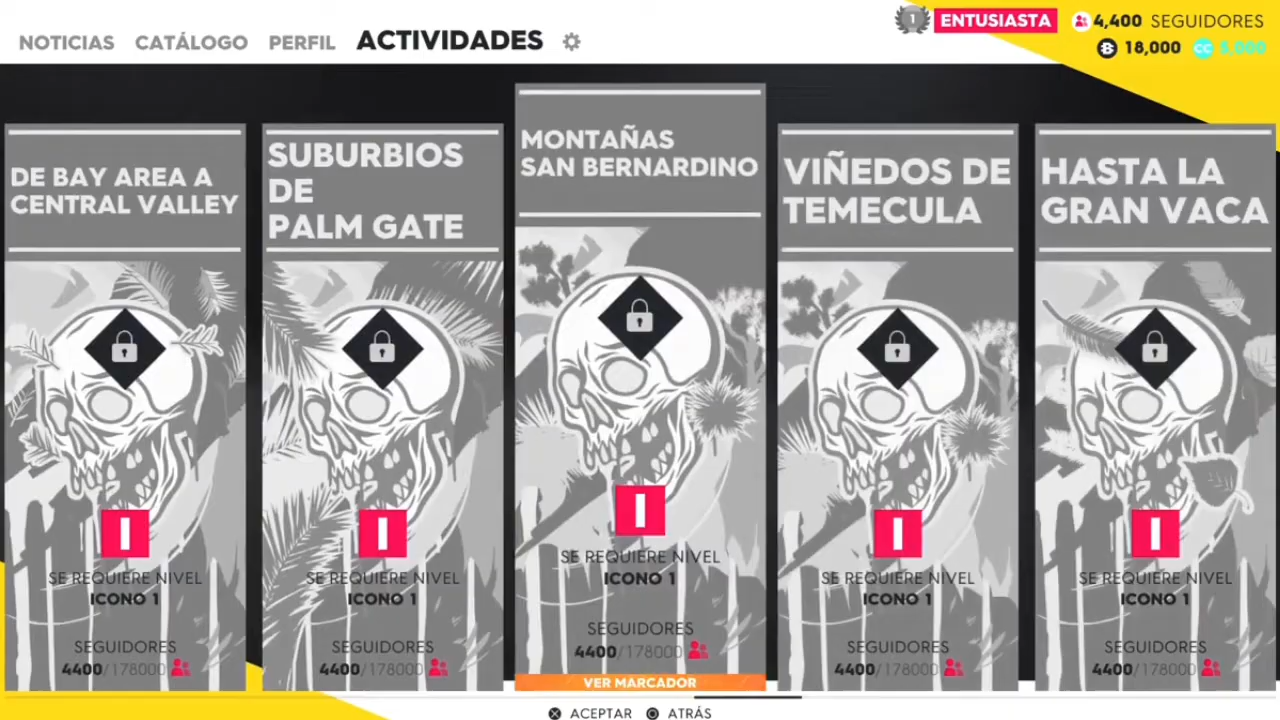 NOTICIAS CATÁLOGO PERFIL ACTIVIDADES
1 ENTUSIASTA 4,400 SEGUIDORES
18,000 CC 5,000
DE BAY AREA A
CENTRAL VALLEY
I
SE REQUIERE NIVEL
ICONO 1
SEGUIDORES
4400/178000
SUBURBIOS
DE
PALM GATE
I
SE REQUIERE NIVEL
ICONO 1
SEGUIDORES
4400/178000
MONTAÑAS
SAN BERNARDINO
I
SE REQUIERE NIVEL
ICONO 1
SEGUIDORES
4400/178000
VER MARCADOR
VIÑEDOS DE
TEMECULA
I
SE REQUIERE NIVEL
ICONO 1
SEGUIDORES
4400/178000
HASTA LA
GRAN VACA
I
SE REQUIERE NIVEL
ICONO 1
SEGUIDORES
4400/178000
ACEPTAR ATRÁS